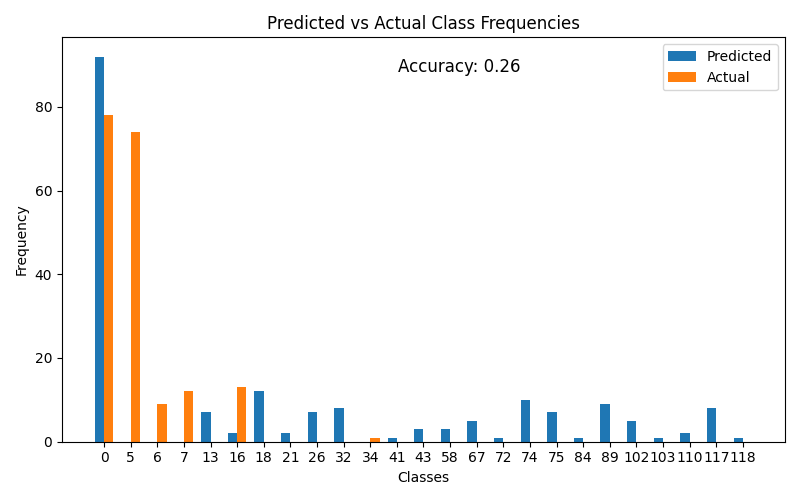 Predicted vs Actual Class Frequencies
Accuracy: 0.26
Predicted
Actual
Frequency
80
60
40
20
0
0 5 6 7 13 16 18 21 26 32 34 41 43 58 67 72 74 75 84 89 102 103 110 117 118
Classes